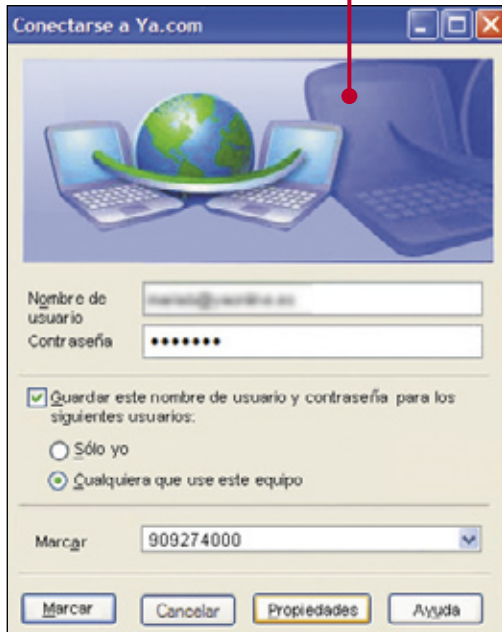 Conectarse a Ya.com
Nombre de
usuario
Contraseña
•••••••
Guardar este nombre de usuario y contraseña para los
siguientes usuarios:
Sólo yo
Cualquiera que use este equipo
Marcar
909274000
Marcar
Cancelar
Propiedades
Ayuda